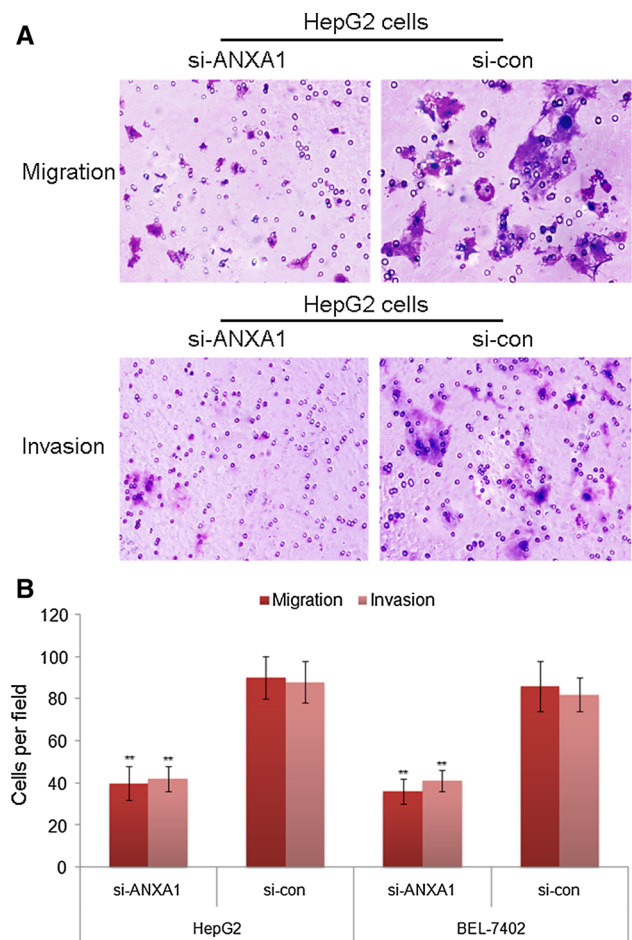 A
HepG2 cells
si-ANXA1 si-con
Migration
HepG2 cells
si-ANXA1 si-con
Invasion
B
Migration Invasion
Cells per field
120
100
80
60
40
20
0
** ** ** **
si-ANXA1 si-con si-ANXA1 si-con
HepG2 BEL-7402